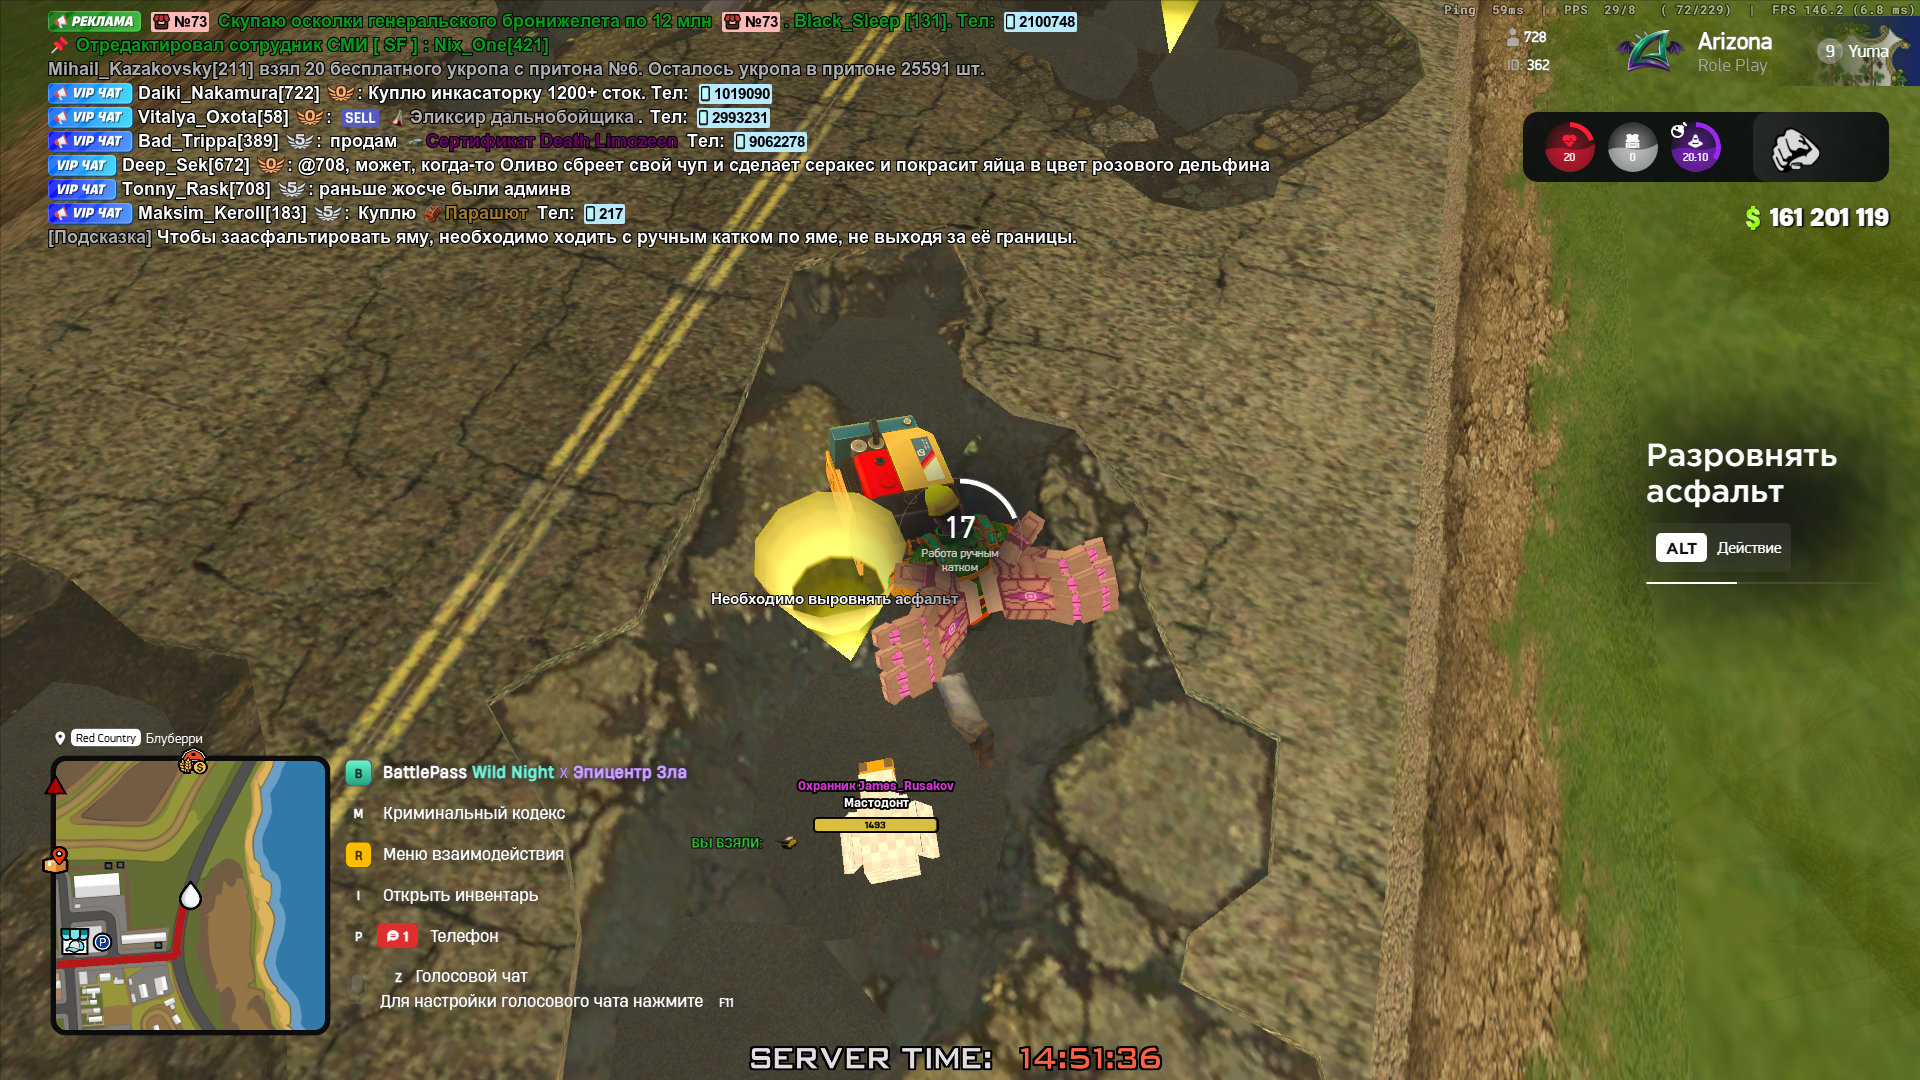 РЕКЛАМА №73 Скупаю осколки генеральского бронижелета по 12 млн №73 . Black_Sleep [131]. Тел: 2100748
Отредактировал сотрудник СМИ [ SF ] : Nix_One[421]
Mihail_Kazakovsky[211] взял 20 бесплатного укропа с притона №6. Осталось укропа в притоне 25591 шт.
VIP ЧАТ Daiki_Nakamura[722] : Куплю инкасаторку 1200+ сток. Тел: 1019090
VIP ЧАТ Vitalya_Oxota[58] : SELL Эликсир дальнобойщика . Тел: 2993231
VIP ЧАТ Bad_Trippa[389] : продам Сертификат Death Limozeen Тел: 9062278
VIP ЧАТ Deep_Sek[672] : @708, может, когда-то Оливо сбреет свой чуп и сделает серакес и покрасит яйца в цвет розового дельфина
VIP ЧАТ Tonny_Rask[708] : раньше жосче были админв
VIP ЧАТ Maksim_Keroll[183] : Куплю Парашют Тел: 217
[Подсказка] Чтобы заасфальтировать яму, необходимо ходить с ручным катком по яме, не выходя за её границы.
Ping 59ms | PPS 29/8 ( 72/229) | FPS 146.2 (6.8 ms)
728
ID: 362
Arizona
Role Play
9 Yuma
20
0
20:10
$ 161 201 119
Разровнять
асфальт
ALT Действие
17
Работа ручным
катком
Необходимо выровнять асфальт
Охранник James_Rusakov
Мастодонт
1493
ВЫ ВЗЯЛИ:
Red Country Блуберри
P
B BattlePass Wild Night x Эпицентр Зла
M Криминальный кодекс
R Меню взаимодействия
I Открыть инвентарь
P 1 Телефон
Z Голосовой чат
Для настройки голосового чата нажмите F11
SERVER TIME: 14:51:36